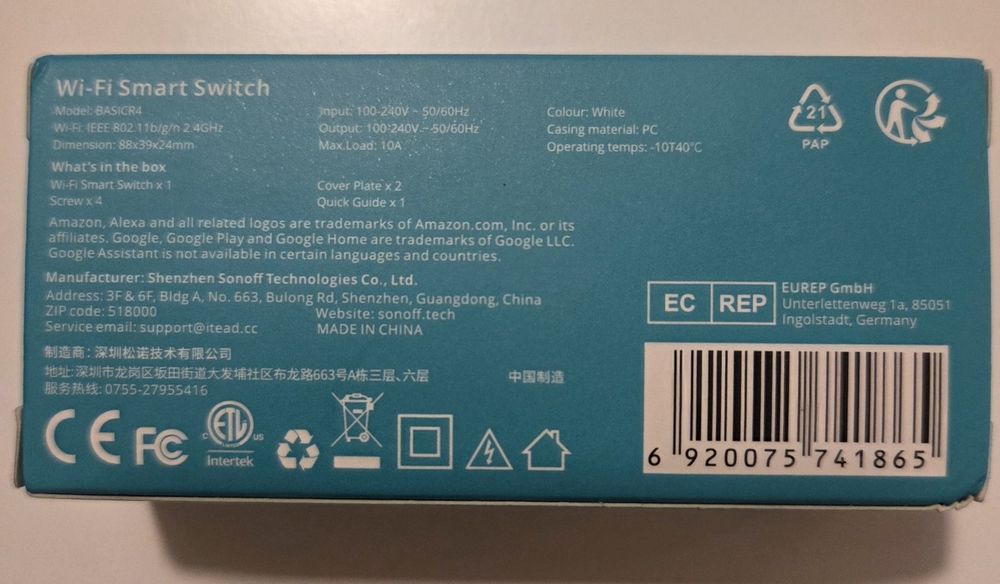 Wi-Fi Smart Switch
Model: BASICR4
Wi-Fi: IEEE 802.11b/g/n 2.4GHz
Dimension: 88x39x24mm
Input: 100-240V ~ 50/60Hz
Output: 100-240V ~ 50/60Hz
Max.Load: 10A
Colour: White
Casing material: PC
Operating temps: -10T40°C
21
PAP
What's in the box
Wi-Fi Smart Switch x 1
Screw x 4
Cover Plate x 2
Quick Guide x 1
Amazon, Alexa and all related logos are trademarks of Amazon.com, Inc. or its
affiliates. Google, Google Play and Google Home are trademarks of Google LLC.
Google Assistant is not available in certain languages and countries.
Manufacturer: Shenzhen Sonoff Technologies Co., Ltd.
Address: 3F & 6F, Bldg A, No. 663, Bulong Rd, Shenzhen, Guangdong, China
ZIP code: 518000
Website: sonoff.tech
Service email: support@itead.cc
MADE IN CHINA
EC REP
EUREP GmbH
Unterlettenweg 1a, 85051
Ingolstadt, Germany
制造商: 深圳松诺技术有限公司
地址: 深圳市龙岗区坂田街道大发埔社区布龙路663号A栋三层、六层
服务热线: 0755-27955416
中国制造
CE FC
c ETL us
Intertek
6 920075 741865